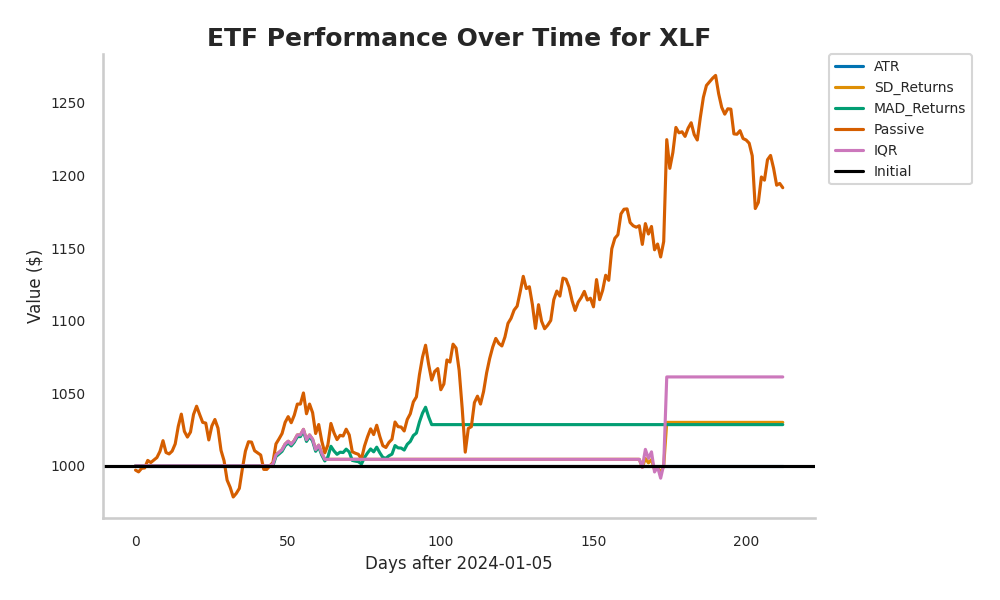 ETF Performance Over Time for XLF
ATR
SD_Returns
MAD_Returns
Passive
IQR
Initial
Value ($)
1250
1200
1150
1100
1050
1000
0 50 100 150 200
Days after 2024-01-05